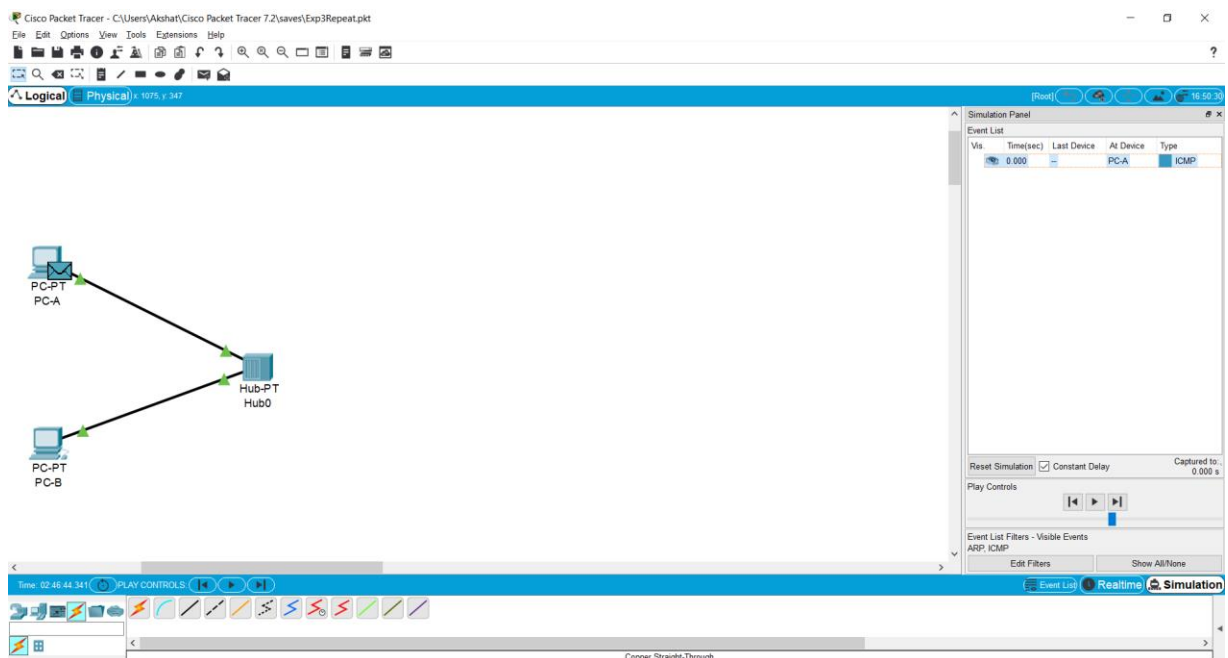 Cisco Packet Tracer - C:\Users\Akshat\Cisco Packet Tracer 7.2\saves\Exp3Repeat.pkt
File Edit Options View Tools Extensions Help
?
Logical Physical x: 1075, y: 347 [Root] 16:50:30
Simulation Panel
Event List
Vis. Time(sec) Last Device At Device Type
0.000 -- PC-A ICMP
PC-PT
PC-A
Hub-PT
Hub0
PC-PT
PC-B
Reset Simulation Constant Delay Captured to:
0.000 s
Play Controls
Event List Filters - Visible Events
ARP, ICMP
Edit Filters Show All/None
Time: 02:46:44.341 PLAY CONTROLS: Event List Realtime Simulation
Copper Straight-Through